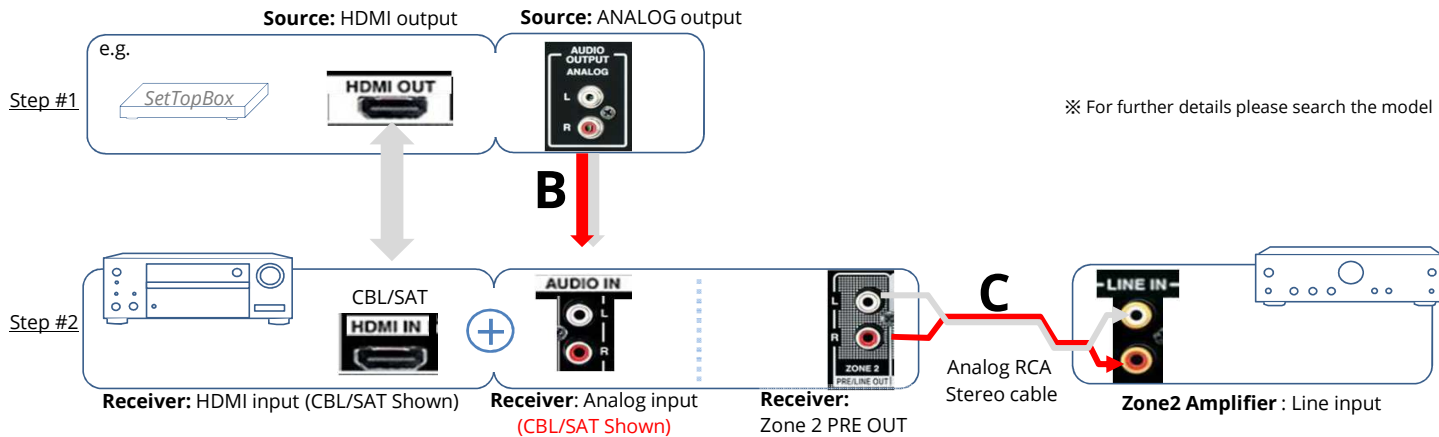 Source: HDMI output
Source: ANALOG output
e.g.
SetTopBox
HDMI OUT
AUDIO
OUTPUT
ANALOG
L
R
Step #1
※ For further details please search the model
B
Step #2
CBL/SAT
HDMI IN
AUDIO IN
L
R
L
R
ZONE 2
PRE/LINE OUT
C
Analog RCA
Stereo cable
LINE IN
Receiver: HDMI input (CBL/SAT Shown)
Receiver: Analog input
(CBL/SAT Shown)
Receiver:
Zone 2 PRE OUT
Zone2 Amplifier : Line input